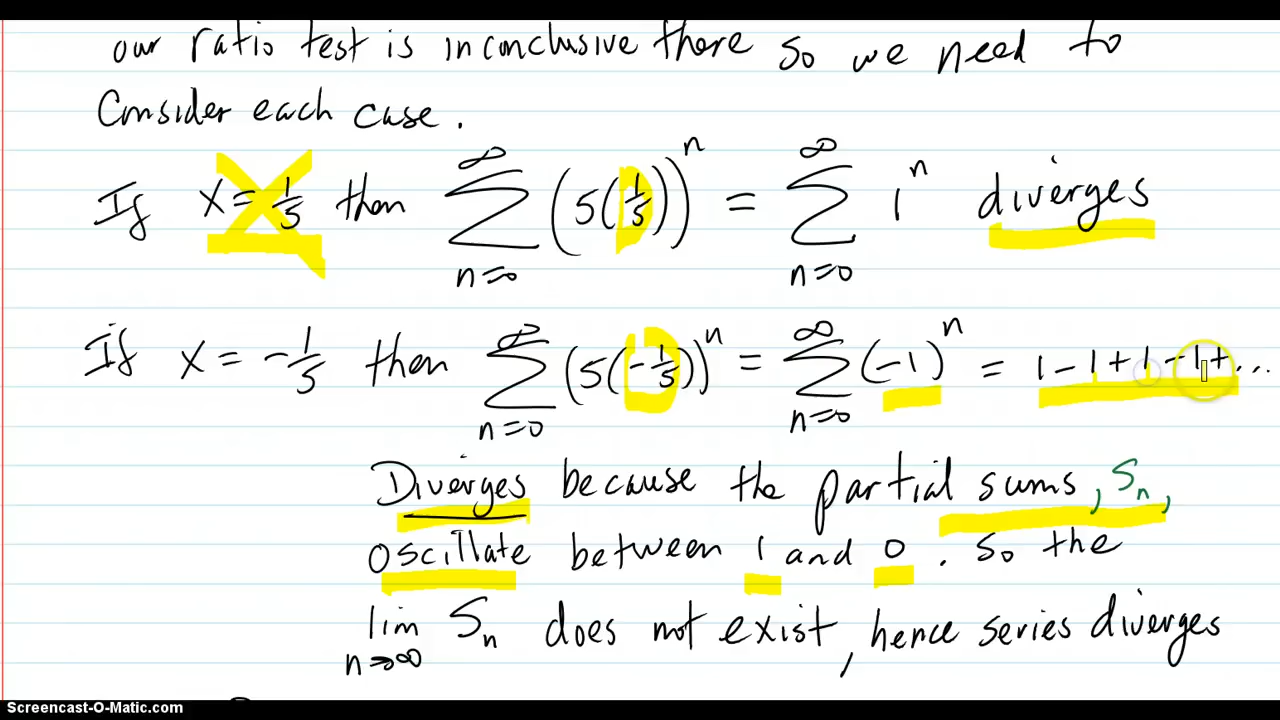 our ratio test is inconclusive there so we need to
Consider each case.
If x = 1/5 then ∞∑n=0 (5(1/5))^n = ∞∑n=0 1^n diverges
If x = -1/5 then ∞∑n=0 (5(-1/5))^n = ∞∑n=0 (-1)^n = 1 - 1 + 1 - 1 + ...
Diverges because the partial sums, Sn,
oscillate between 1 and 0. So the
lim n→∞ Sn does not exist, hence series diverges
Screencast-O-Matic.com